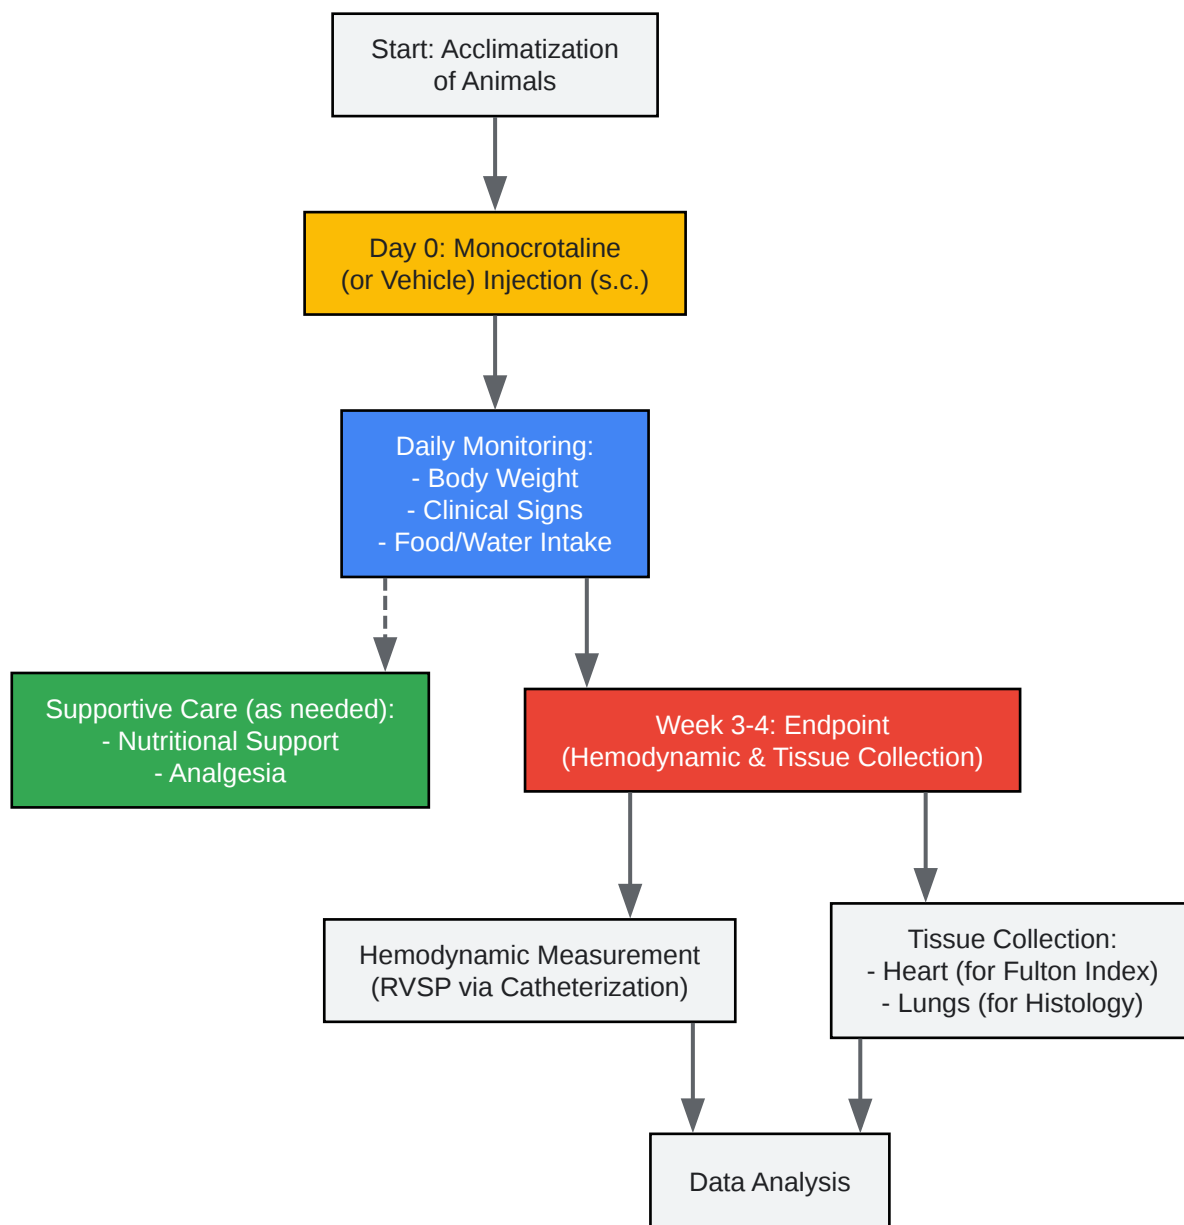 Start: Acclimatization
of Animals
Day 0: Monocrotaline
(or Vehicle) Injection (s.c.)
Daily Monitoring:
- Body Weight
- Clinical Signs
- Food/Water Intake
Supportive Care (as needed):
- Nutritional Support
- Analgesia
Week 3-4: Endpoint
(Hemodynamic & Tissue Collection)
Hemodynamic Measurement
(RVSP via Catheterization)
Tissue Collection:
- Heart (for Fulton Index)
- Lungs (for Histology)
Data Analysis